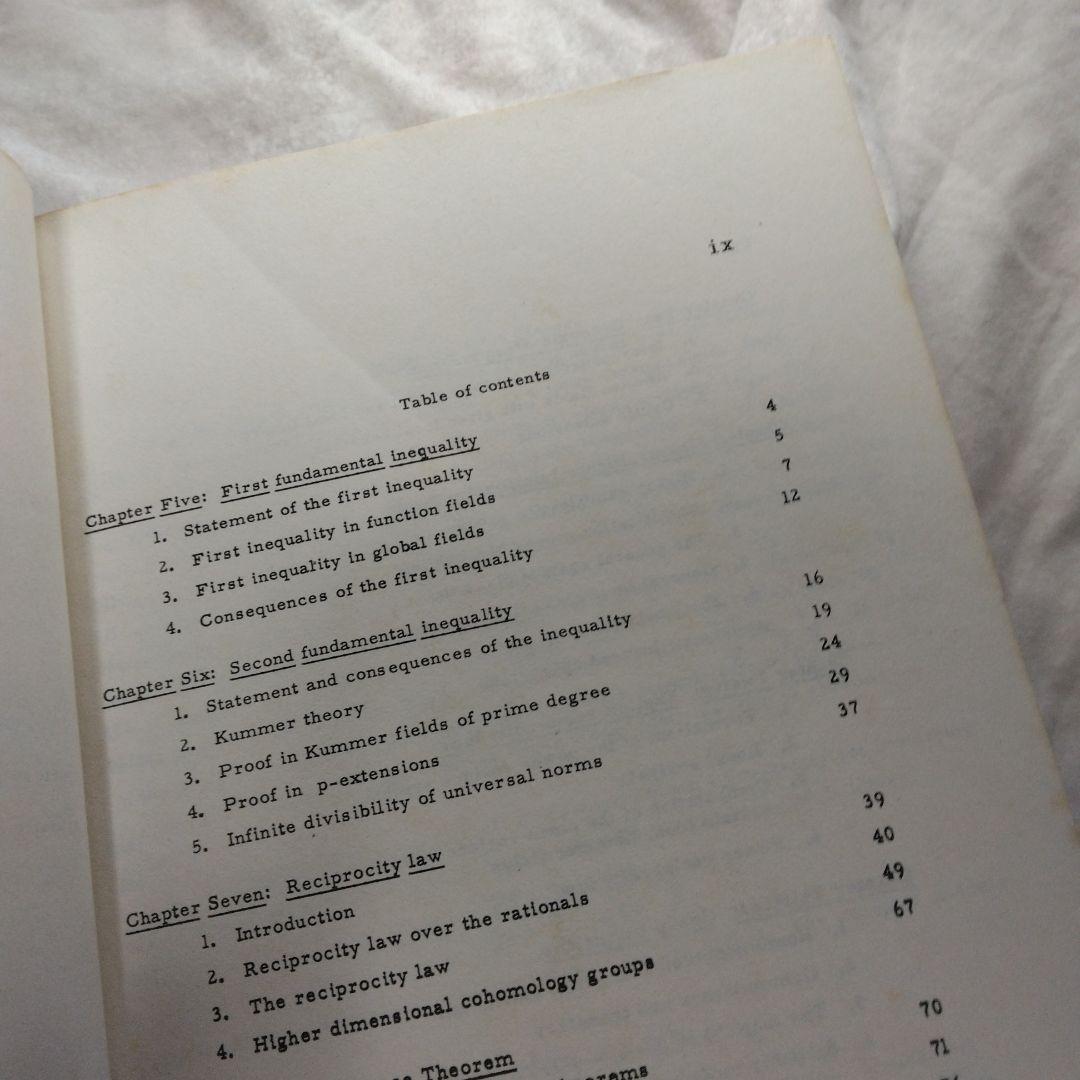 ix
Table of contents
Chapter Five: First fundamental inequality
1. Statement of the first inequality 4
2. First inequality in function fields 5
3. First inequality in global fields 7
4. Consequences of the first inequality 12
Chapter Six: Second fundamental inequality
1. Statement and consequences of the inequality 16
2. Kummer theory 19
3. Proof in Kummer fields of prime degree 24
4. Proof in p-extensions 29
5. Infinite divisibility of universal norms 37
Chapter Seven: Reciprocity law
1. Introduction 39
2. Reciprocity law over the rationals 40
3. The reciprocity law 49
4. Higher dimensional cohomology groups 67
Theorem
70
71